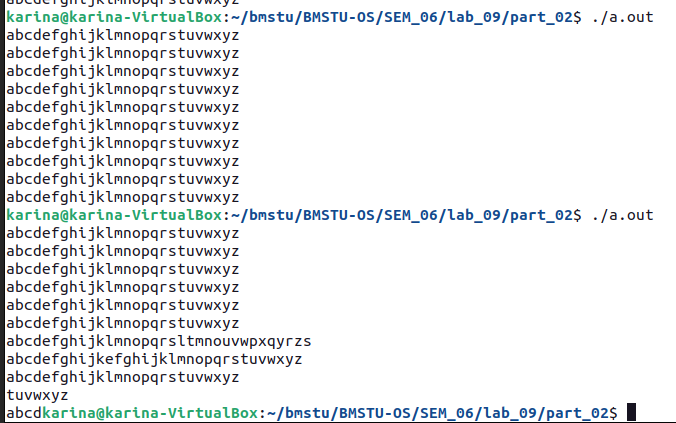 karina@karina-VirtualBox:~/bmstu/BMSTU-OS/SEM_06/lab_09/part_02$ ./a.out
abcdefghijklmnopqrstuvwxyz
abcdefghijklmnopqrstuvwxyz
abcdefghijklmnopqrstuvwxyz
abcdefghijklmnopqrstuvwxyz
abcdefghijklmnopqrstuvwxyz
abcdefghijklmnopqrstuvwxyz
abcdefghijklmnopqrstuvwxyz
abcdefghijklmnopqrstuvwxyz
abcdefghijklmnopqrstuvwxyz
abcdefghijklmnopqrstuvwxyz
karina@karina-VirtualBox:~/bmstu/BMSTU-OS/SEM_06/lab_09/part_02$ ./a.out
abcdefghijklmnopqrstuvwxyz
abcdefghijklmnopqrstuvwxyz
abcdefghijklmnopqrstuvwxyz
abcdefghijklmnopqrstuvwxyz
abcdefghijklmnopqrstuvwxyz
abcdefghijklmnopqrstuvwxyz
abcdefghijklmnopqrsltmnouvwpxqyrzs
abcdefghijkefghijklmnopqrstuvwxyz
abcdefghijklmnopqrstuvwxyz
tuvwxyz
abcdkarina@karina-VirtualBox:~/bmstu/BMSTU-OS/SEM_06/lab_09/part_02$